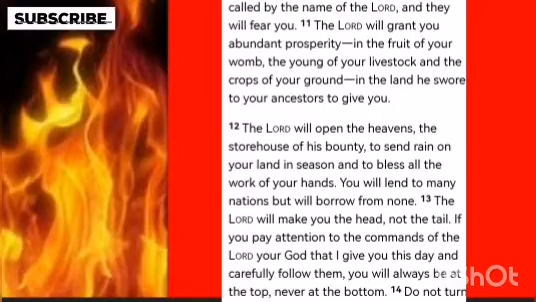 SUBSCRIBE
called by the name of the LORD, and they
will fear you. 11 The LORD will grant you
abundant prosperity—in the fruit of your
womb, the young of your livestock and the
crops of your ground—in the land he swore
to your ancestors to give you.
12 The LORD will open the heavens, the
storehouse of his bounty, to send rain on
your land in season and to bless all the
work of your hands. You will lend to many
nations but will borrow from none. 13 The
LORD will make you the head, not the tail. If
you pay attention to the commands of the
LORD your God that I give you this day and
carefully follow them, you will always be at
the top, never at the bottom. 14 Do not turn